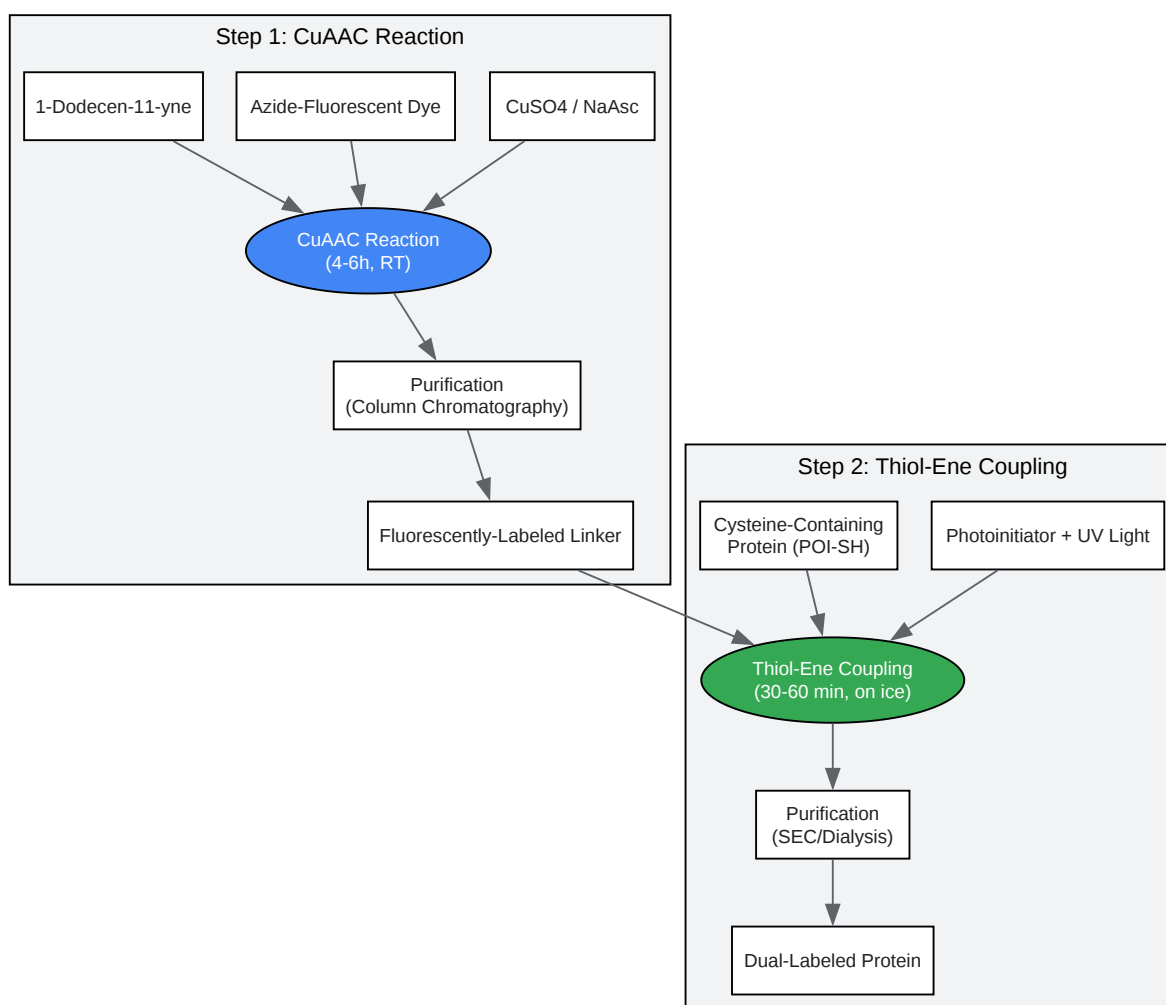 Step 1: CuAAC Reaction
1-Dodecen-11-yne
Azide-Fluorescent Dye
CuSO4 / NaAsc
CuAAC Reaction
(4-6h, RT)
Purification
(Column Chromatography)
Fluorescently-Labeled Linker
Step 2: Thiol-Ene Coupling
Cysteine-Containing
Protein (POI-SH)
Photoinitiator + UV Light
Thiol-Ene Coupling
(30-60 min, on ice)
Purification
(SEC/Dialysis)
Dual-Labeled Protein